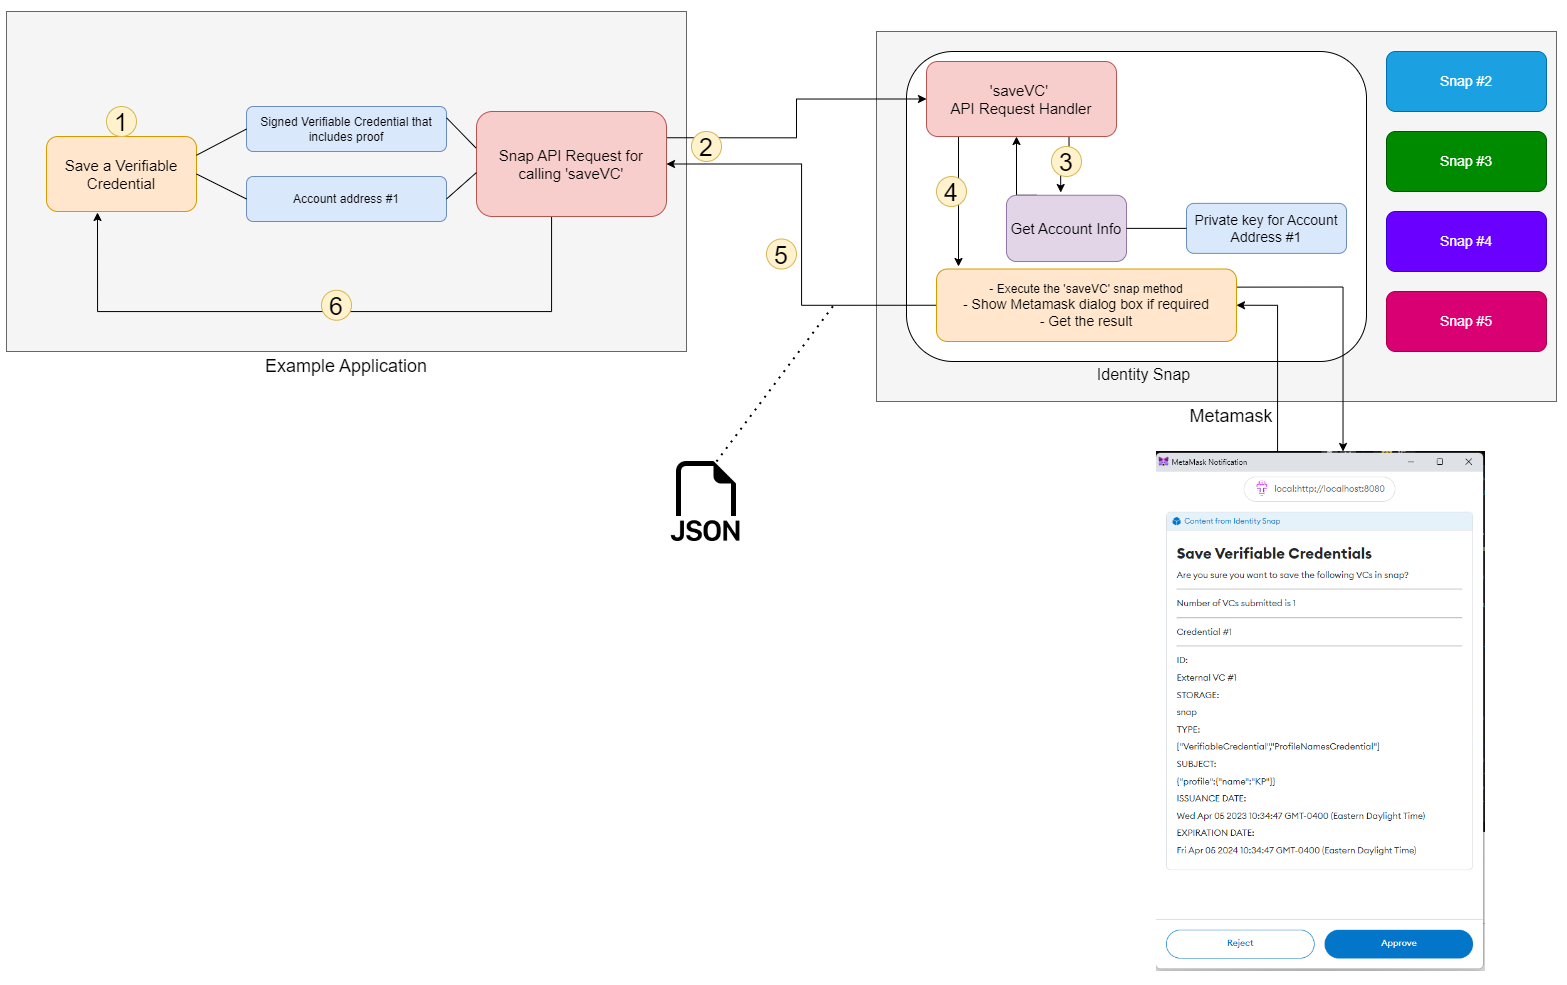 1
Save a Verifiable
Credential
Signed Verifiable Credential that
includes proof
Account address #1
Snap API Request for
calling 'saveVC'
2
5
6
Example Application
JSON
'saveVC'
API Request Handler
3
4
Get Account Info
Private key for Account
Address #1
- Execute the 'saveVC' snap method
- Show Metamask dialog box if required
- Get the result
Identity Snap
Snap #2
Snap #3
Snap #4
Snap #5
Metamask
MetaMask Notification
local:http://localhost:8080
Content from Identity Snap
Save Verifiable Credentials
Are you sure you want to save the following VCs in snap?
Number of VCs submitted is 1
Credential #1
ID:
External VC #1
STORAGE:
snap
TYPE:
["VerifiableCredential","ProfileNamesCredential"]
SUBJECT:
{"profile":{"name":"KP"}}
ISSUANCE DATE:
Wed Apr 05 2023 10:34:47 GMT-0400 (Eastern Daylight Time)
EXPIRATION DATE:
Fri Apr 05 2024 10:34:47 GMT-0400 (Eastern Daylight Time)
Reject
Approve